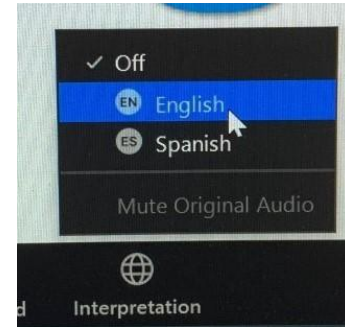 ✓ Off
EN English
ES Spanish
Mute Original Audio
Interpretation